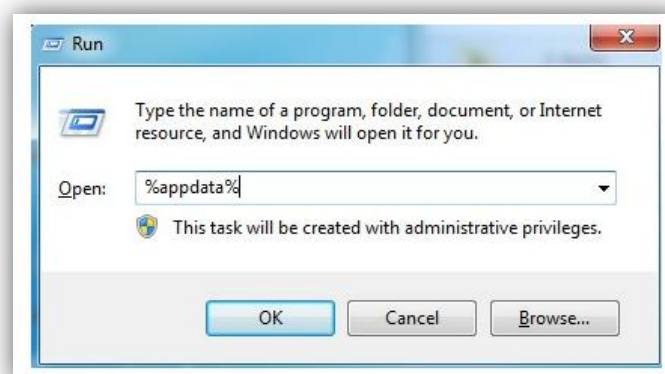 Run
Type the name of a program, folder, document, or Internet
resource, and Windows will open it for you.
Open: %appdata%
This task will be created with administrative privileges.
OK Cancel Browse...